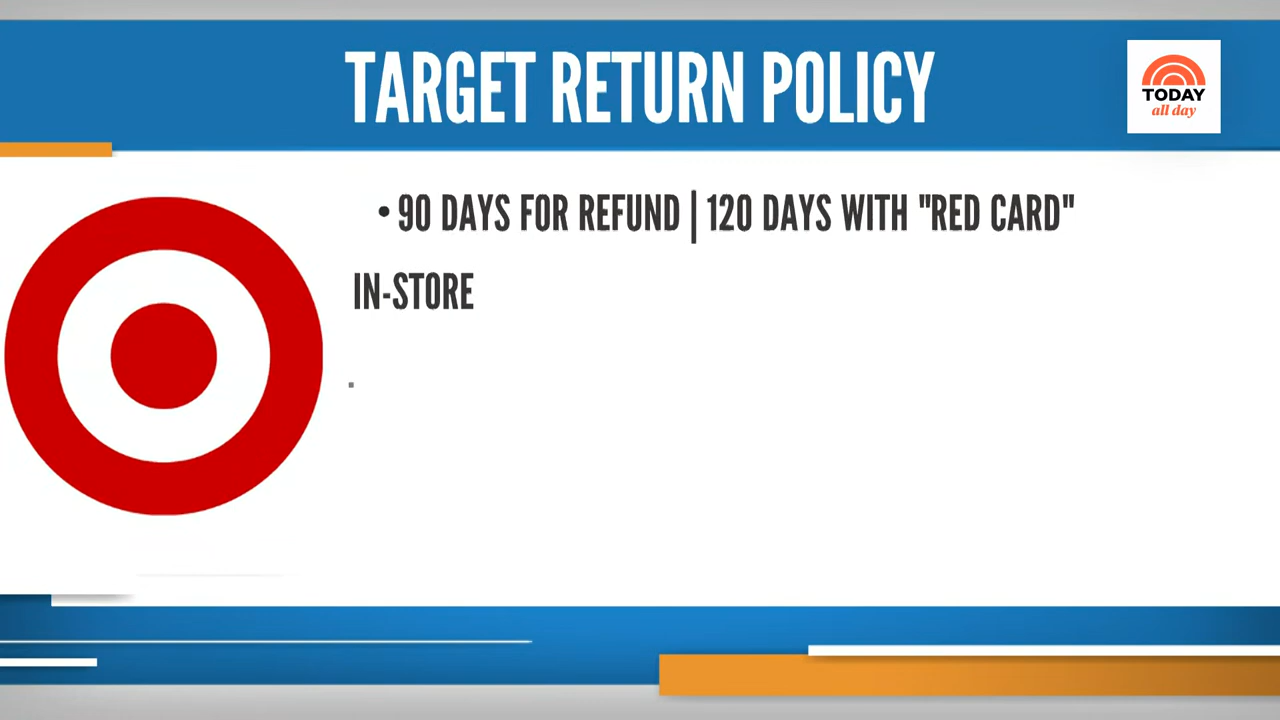 TARGET RETURN POLICY
TODAY
all day
• 90 DAYS FOR REFUND | 120 DAYS WITH "RED CARD"
IN-STORE